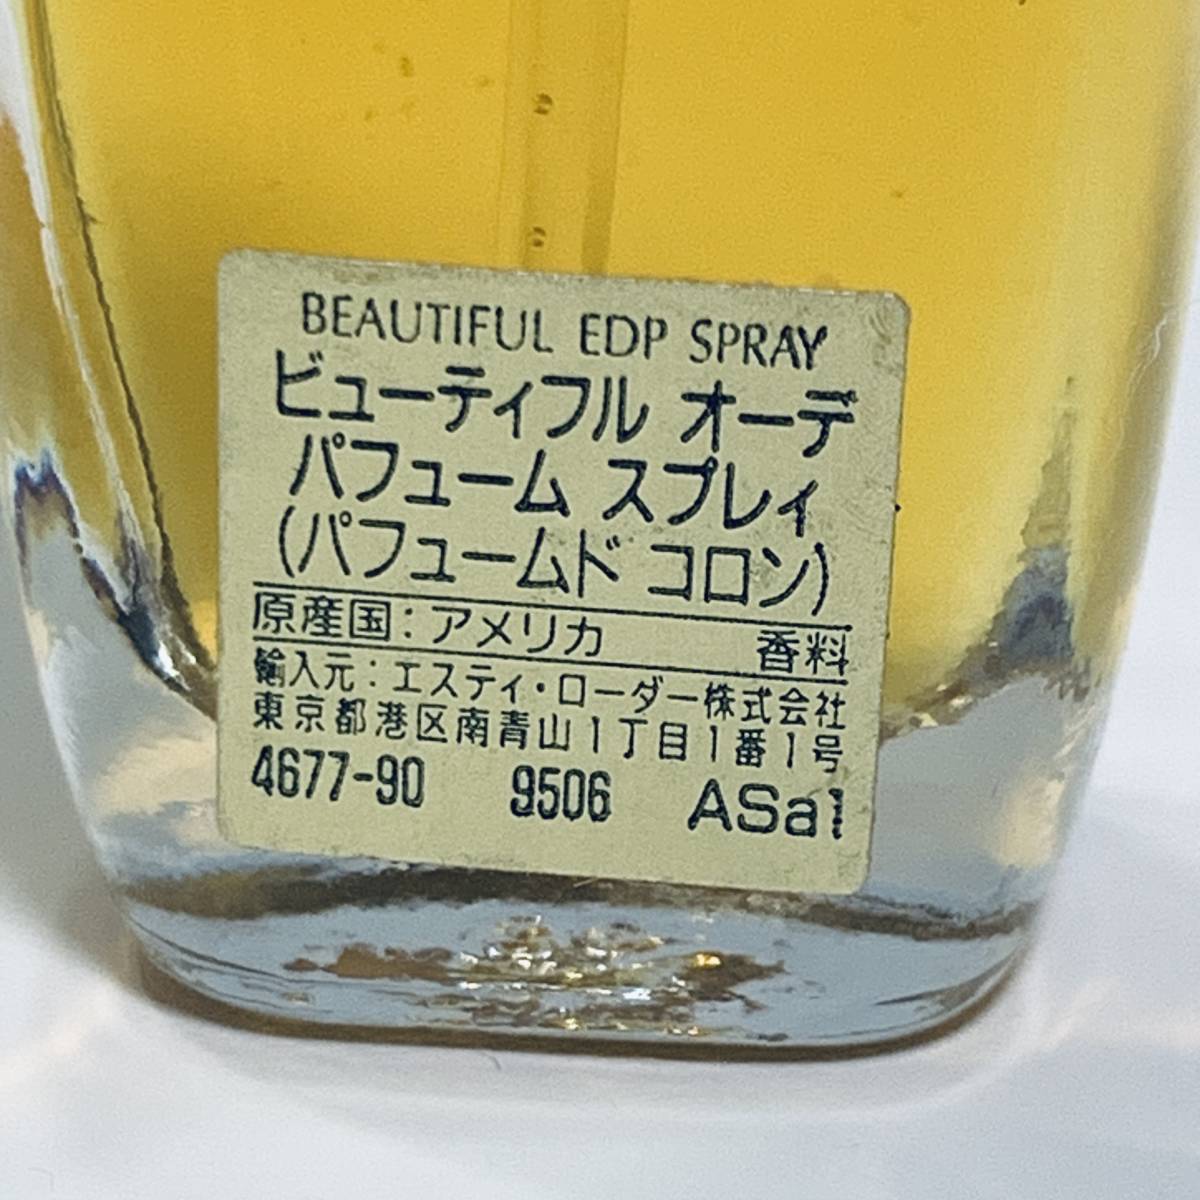 BEAUTIFUL EDP SPRAY
ビューティフル オーデ
パフューム スプレィ
(パフュームド コロン)
原産国:アメリカ 香料
輸入元:エスティ・ローダー株式会社
東京都港区南青山1丁目1番1号
4677-90 9506 ASa1